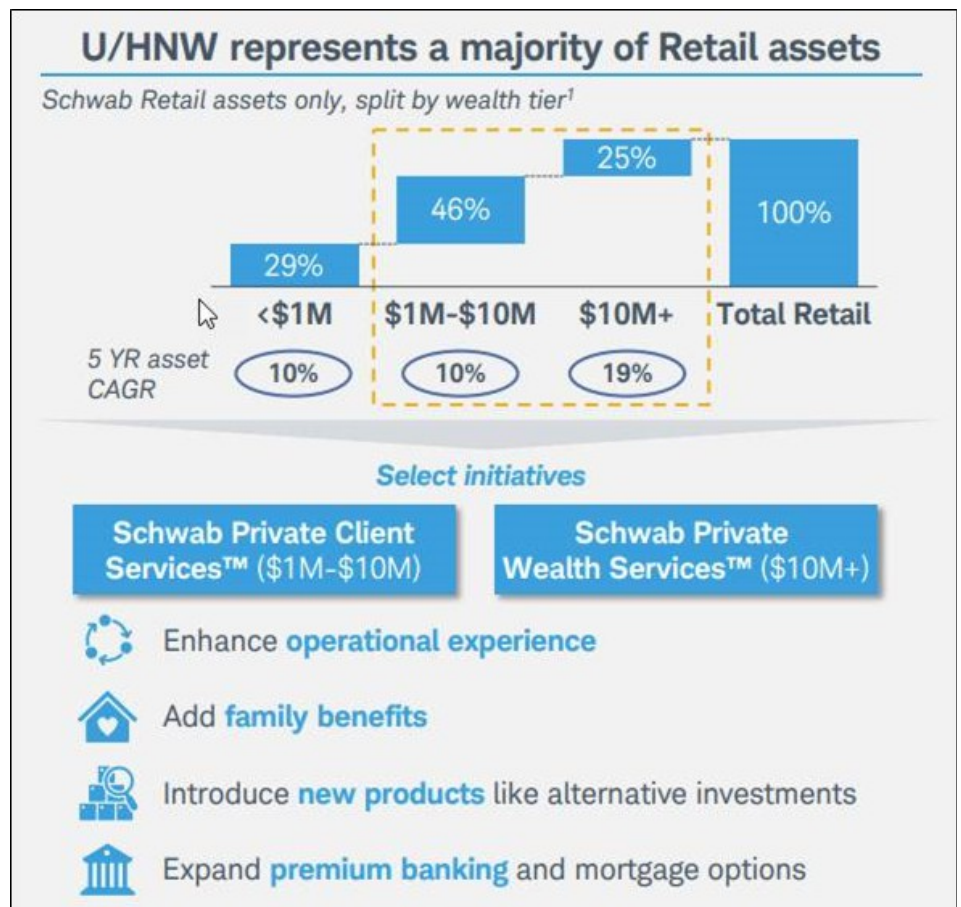 U/HNW represents a majority of Retail assets
Schwab Retail assets only, split by wealth tier¹
25%
46%
100%
29%
<$1M $1M-$10M $10M+ Total Retail
5 YR asset
CAGR
10% 10% 19%
Select initiatives
Schwab Private Client
Services™ ($1M-$10M)
Schwab Private
Wealth Services™ ($10M+)
Enhance operational experience
Add family benefits
Introduce new products like alternative investments
Expand premium banking and mortgage options